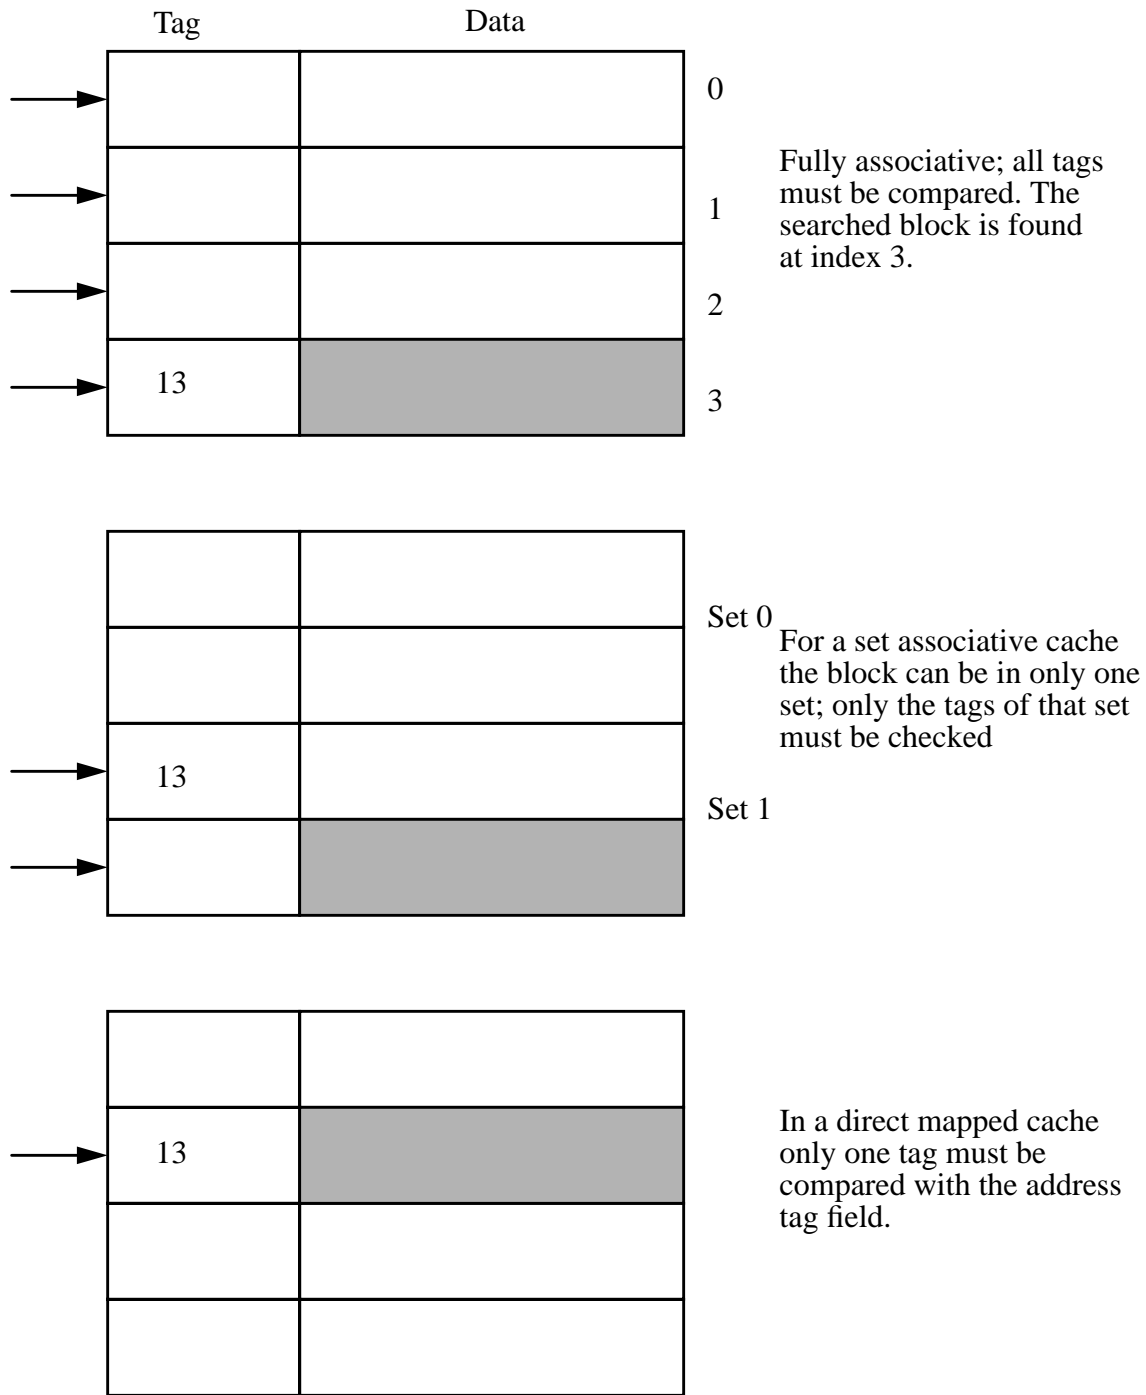 Tag Data
0
Fully associative; all tags
must be compared. The
searched block is found
at index 3.
1
2
13
3
Set 0
For a set associative cache
the block can be in only one
set; only the tags of that set
must be checked
13
Set 1
In a direct mapped cache
only one tag must be
compared with the address
tag field.
13